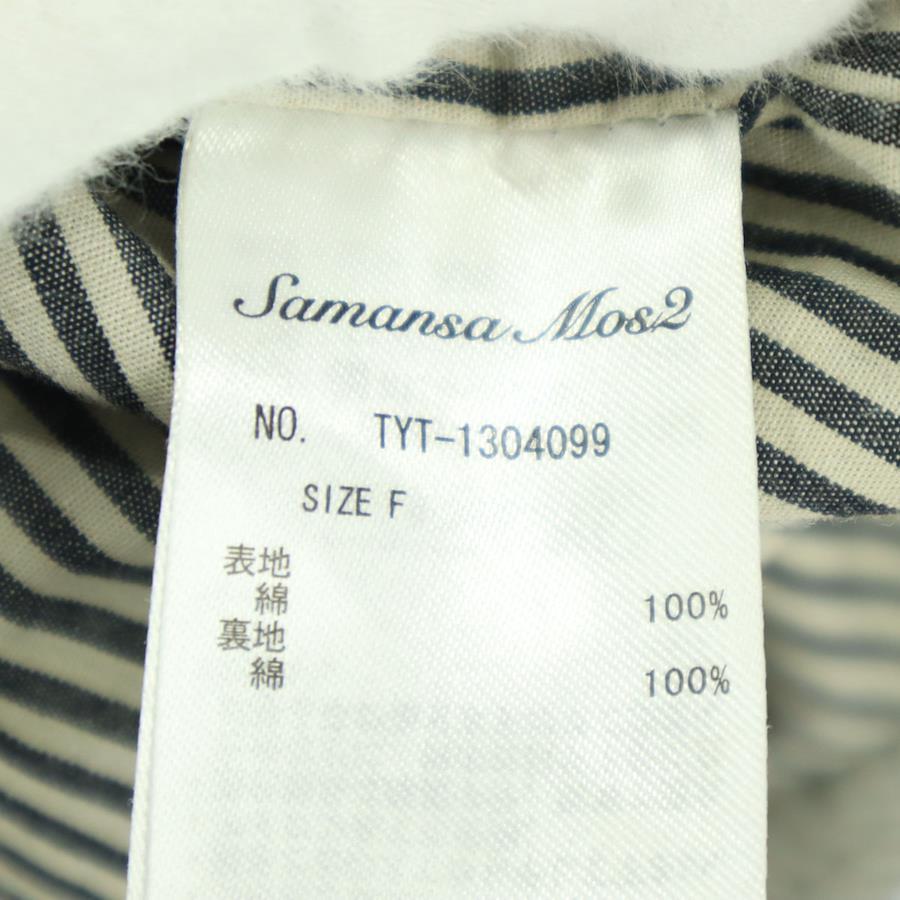 Samansa Mos2
NO. TYT-1304099
SIZE F
表地
綿 100%
裏地
綿 100%